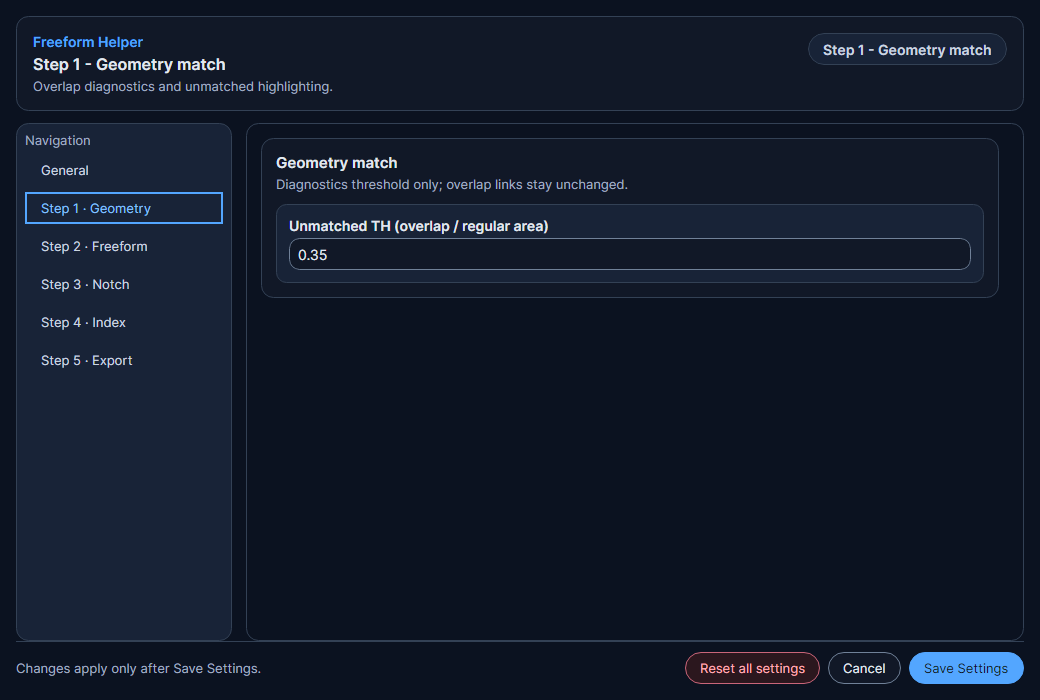 Freeform Helper
Step 1 - Geometry match
Overlap diagnostics and unmatched highlighting.
Step 1 - Geometry match
Navigation
General
Step 1 · Geometry
Step 2 · Freeform
Step 3 · Notch
Step 4 · Index
Step 5 · Export
Geometry match
Diagnostics threshold only; overlap links stay unchanged.
Unmatched TH (overlap / regular area)
0.35
Changes apply only after Save Settings.
Reset all settings
Cancel
Save Settings